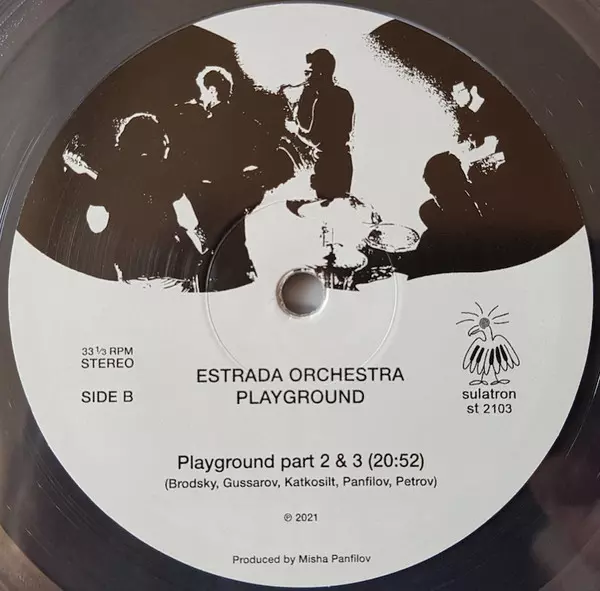 33 1/3 RPM
STEREO
SIDE B
ESTRADA ORCHESTRA
PLAYGROUND
sulatron
st 2103
Playground part 2 & 3 (20:52)
(Brodsky, Gussarov, Katkosilt, Panfilov, Petrov)
℗ 2021
Produced by Misha Panfilov